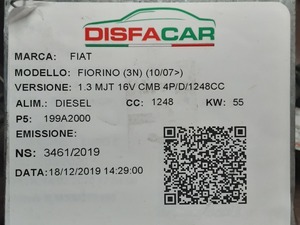 DISFACAR
MARCA: FIAT
MODELLO: FIORINO (3N) (10/07>)
VERSIONE: 1.3 MJT 16V CMB 4P/D/1248CC
ALIM.: DIESEL CC: 1248 KW: 55
P5: 199A2000
EMISSIONE:
NS: 3461/2019
DATA:18/12/2019 14:29:00